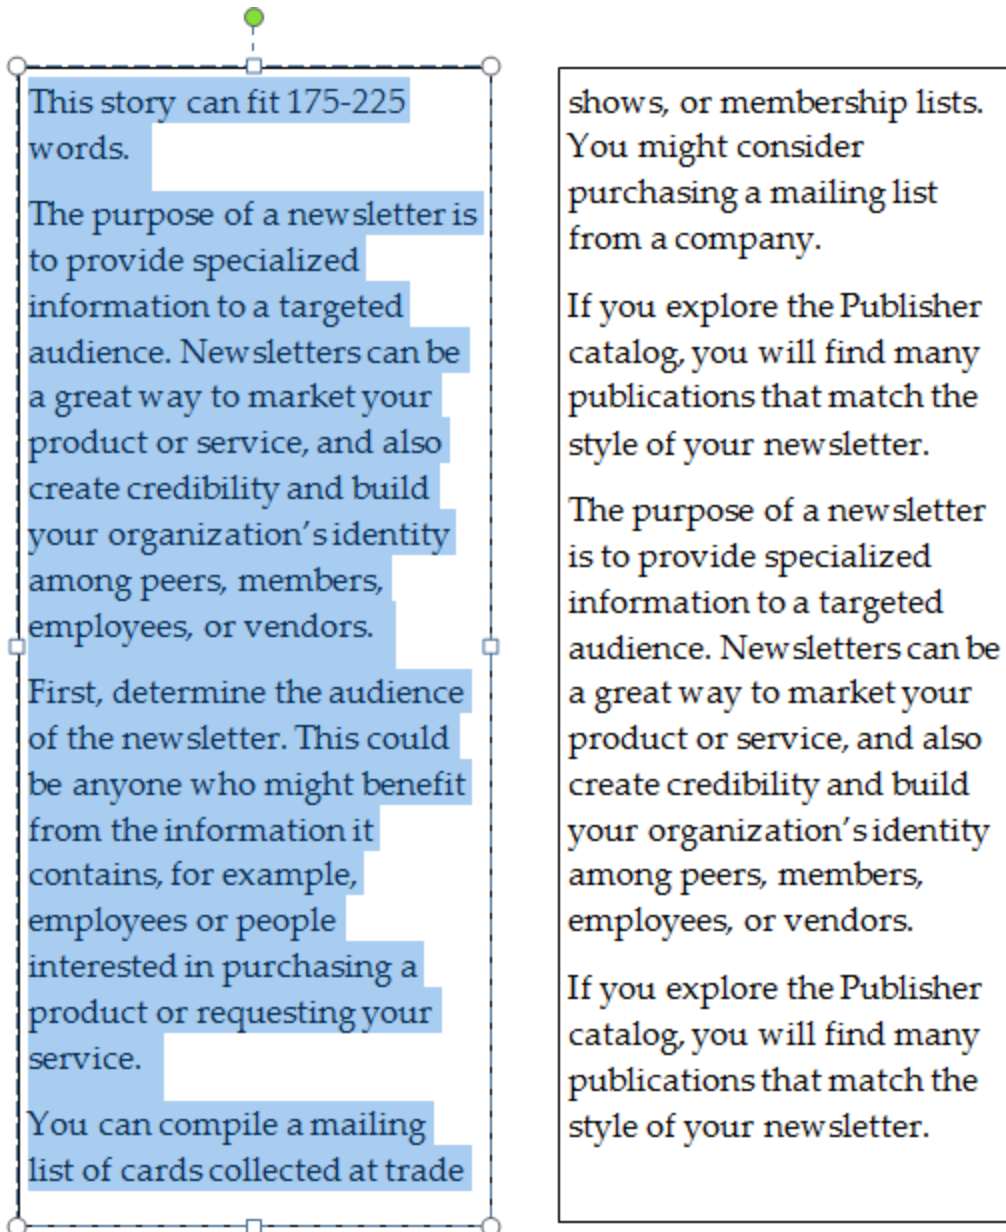 This story can fit 175-225
words.
The purpose of a newsletter is
to provide specialized
information to a targeted
audience. Newsletters can be
a great way to market your
product or service, and also
create credibility and build
your organization's identity
among peers, members,
employees, or vendors.
First, determine the audience
of the newsletter. This could
be anyone who might benefit
from the information it
contains, for example,
employees or people
interested in purchasing a
product or requesting your
service.
You can compile a mailing
list of cards collected at trade
shows, or membership lists.
You might consider
purchasing a mailing list
from a company.
If you explore the Publisher
catalog, you will find many
publications that match the
style of your newsletter.
The purpose of a newsletter
is to provide specialized
information to a targeted
audience. Newsletters can be
a great way to market your
product or service, and also
create credibility and build
your organization's identity
among peers, members,
employees, or vendors.
If you explore the Publisher
catalog, you will find many
publications that match the
style of your newsletter.